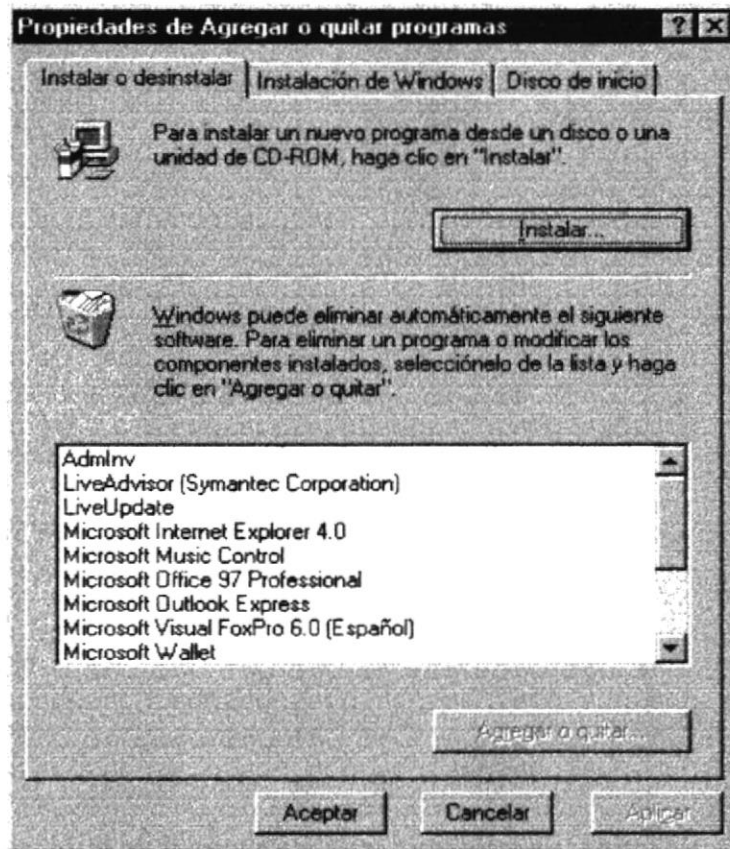 Propiedades de Agregar o quitar programas
Instalar o desinstalar
Instalación de Windows
Disco de inicio
Para instalar un nuevo programa desde un disco o una
unidad de CD-ROM, haga clic en "Instalar".
Instalar...
Windows puede eliminar automáticamente el siguiente
software. Para eliminar un programa o modificar los
componentes instalados, selecciónelo de la lista y haga
clic en "Agregar o quitar".
AdmInv
LiveAdvisor (Symantec Corporation)
LiveUpdate
Microsoft Internet Explorer 4.0
Microsoft Music Control
Microsoft Office 97 Professional
Microsoft Outlook Express
Microsoft Visual FoxPro 6.0 (Español)
Microsoft Wallet
Agregar o quitar...
Aceptar
Cancelar
Aplicar